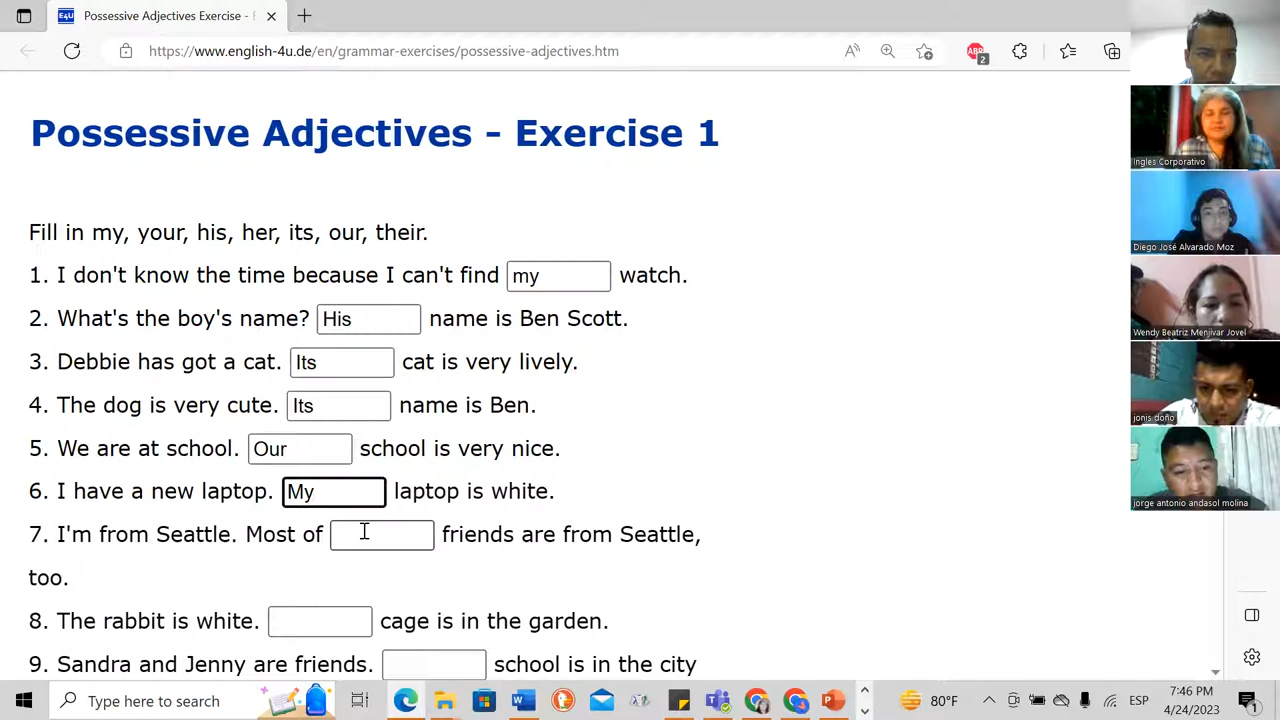 Possessive Adjectives Exercise -
https://www.english-4u.de/en/grammar-exercises/possessive-adjectives.htm
Possessive Adjectives - Exercise 1
Fill in my, your, his, her, its, our, their.
1. I don't know the time because I can't find my watch.
2. What's the boy's name? His name is Ben Scott.
3. Debbie has got a cat. Its cat is very lively.
4. The dog is very cute. Its name is Ben.
5. We are at school. Our school is very nice.
6. I have a new laptop. My laptop is white.
7. I'm from Seattle. Most of friends are from Seattle,
too.
8. The rabbit is white. cage is in the garden.
9. Sandra and Jenny are friends. school is in the city
Ingles Corporativo
Diego José Alvarado Moz
Wendy Beatriz Menjivar Jovel
jonis doño
jorge antonio andasol molina
Type here to search
80°F
ESP
7:46 PM
4/24/2023